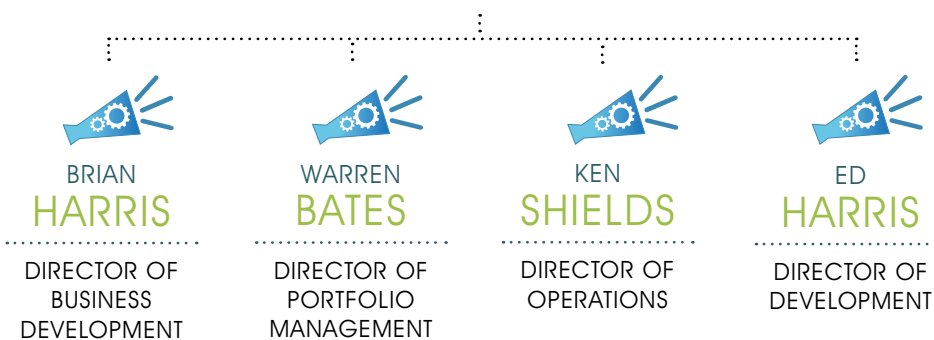 BRIAN
HARRIS
DIRECTOR OF
BUSINESS
DEVELOPMENT
WARREN
BATES
DIRECTOR OF
PORTFOLIO
MANAGEMENT
KEN
SHIELDS
DIRECTOR OF
OPERATIONS
ED
HARRIS
DIRECTOR OF
DEVELOPMENT